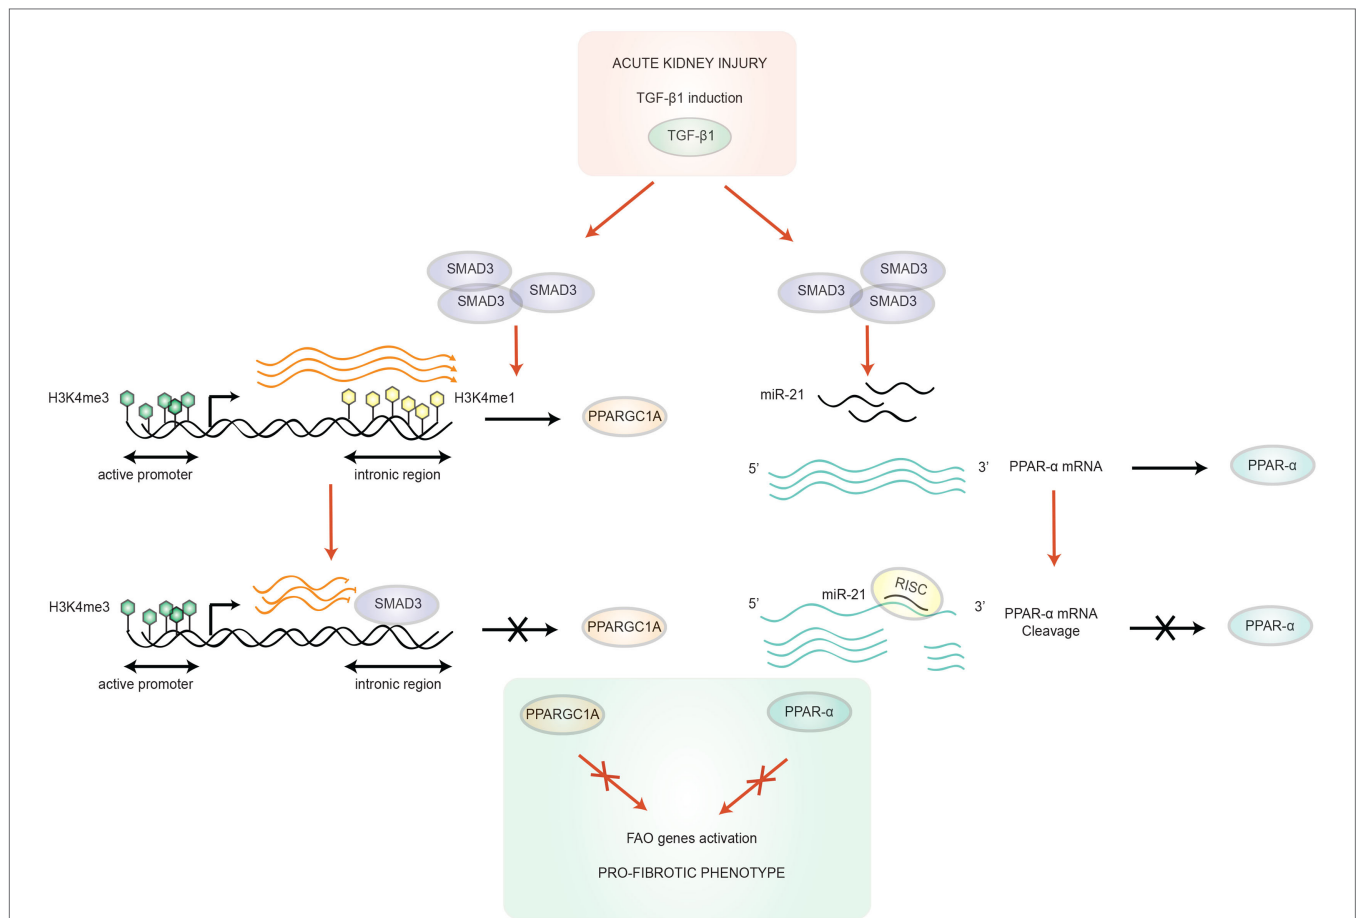 ACUTE KIDNEY INJURY
TGF-β1 induction
TGF-β1
SMAD3
SMAD3
SMAD3
SMAD3
SMAD3
SMAD3
H3K4me3
H3K4me1
PPARGC1A
active promoter
intronic region
miR-21
5’
3’
PPAR-α mRNA
PPAR-α
H3K4me3
SMAD3
PPARGC1A
active promoter
intronic region
miR-21
RISC
5’
3’
PPAR-α mRNA
Cleavage
PPAR-α
PPARGC1A
PPAR-α
FAO genes activation
PRO-FIBROTIC PHENOTYPE